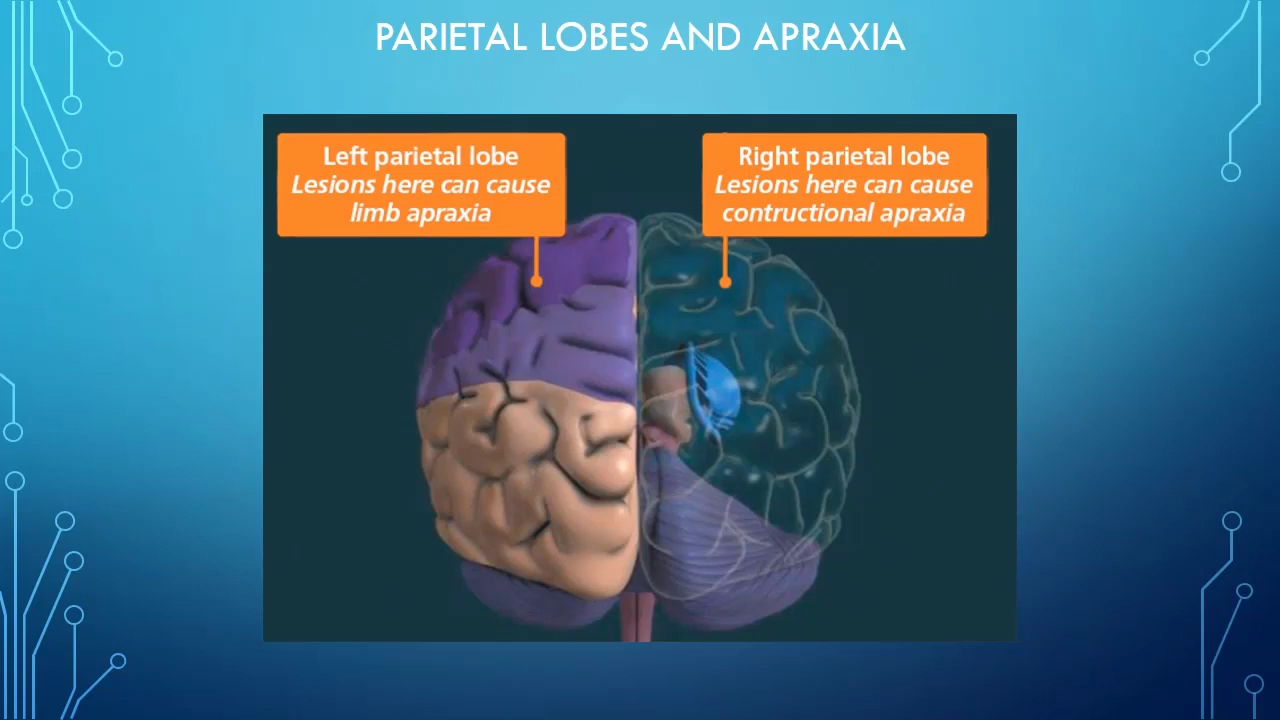 PARIETAL LOBES AND APRAXIA
Left parietal lobe
Lesions here can cause
limb apraxia
Right parietal lobe
Lesions here can cause
contructional apraxia